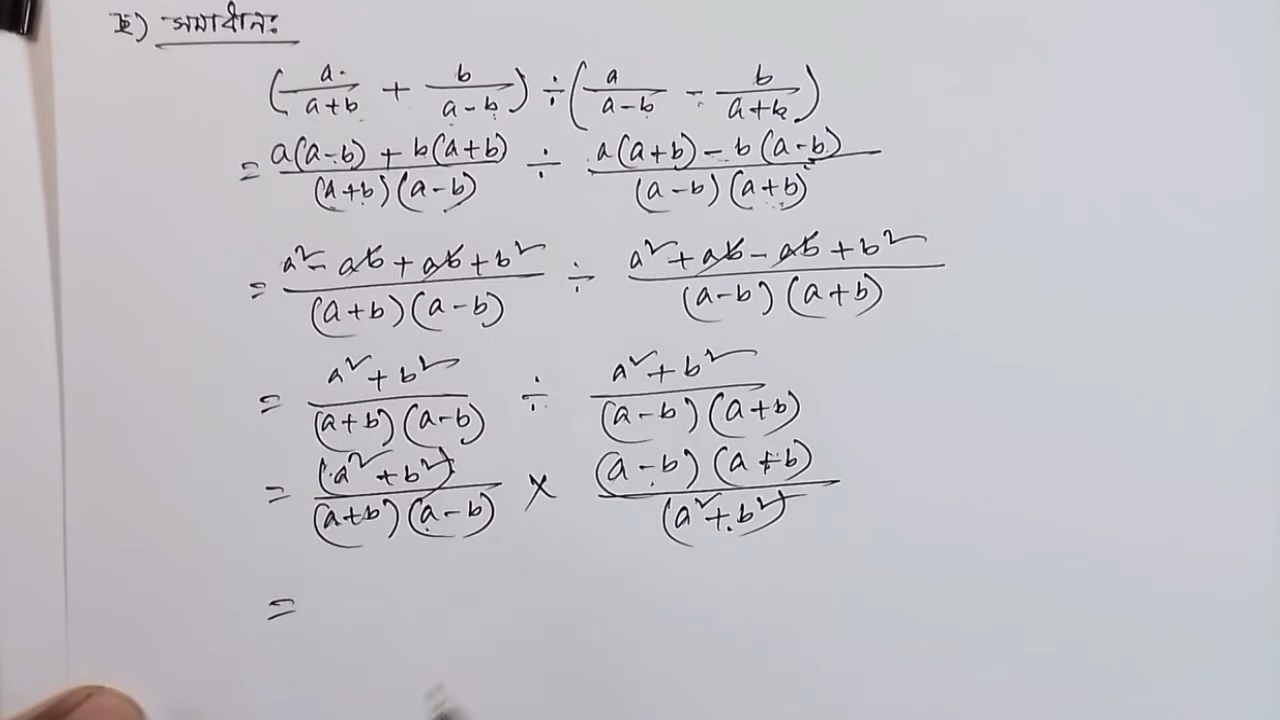 ঙ) সমাধানঃ
(a/(a+b) + b/(a-b)) ÷ (a/(a-b) - b/(a+b))
= (a(a-b) + b(a+b))/((a+b)(a-b)) ÷ (a(a+b) - b(a-b))/((a-b)(a+b))
= (a² - ab + ab + b²)/((a+b)(a-b)) ÷ (a² + ab - ab + b²)/((a-b)(a+b))
= (a² + b²)/((a+b)(a-b)) ÷ (a² + b²)/((a-b)(a+b))
= (a² + b²)/((a+b)(a-b)) × ((a-b)(a+b))/(a² + b²)
=